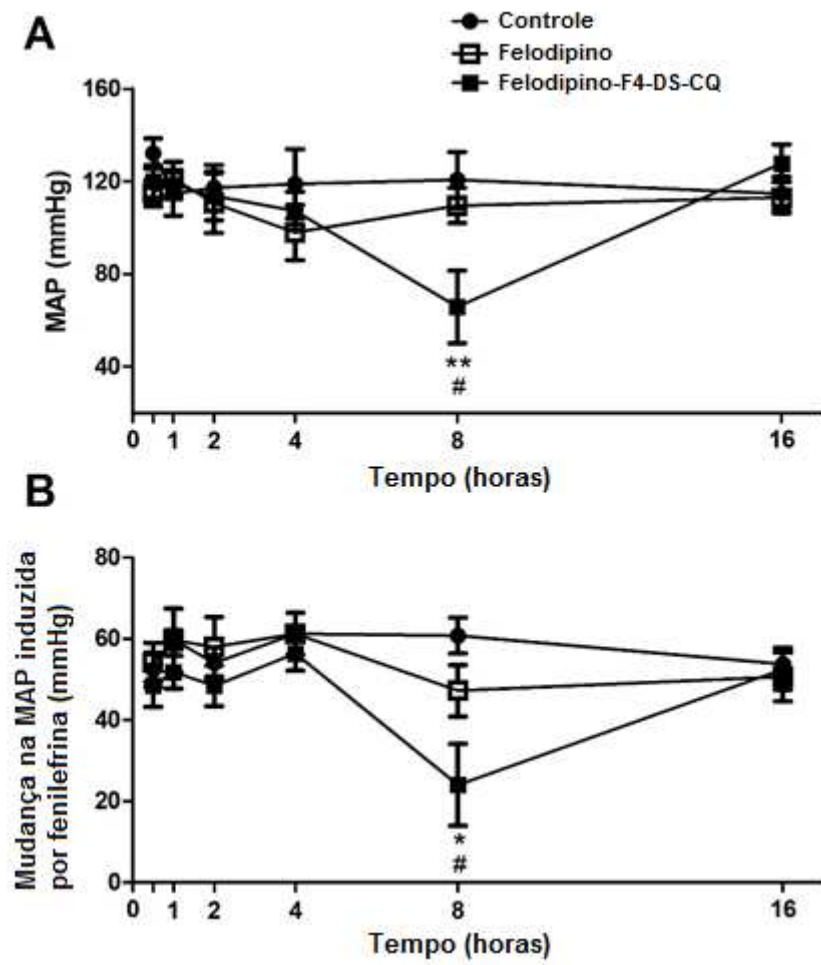 A
Controle
Felodipino
Felodipino-F4-DS-CQ
160
120
80
40
MAP (mmHg)
**
#
0 1 2 4 8 16
Tempo (horas)
B
80
60
40
20
0
Mudança na MAP induzida
por fenilefrina (mmHg)
*
#
0 1 2 4 8 16
Tempo (horas)